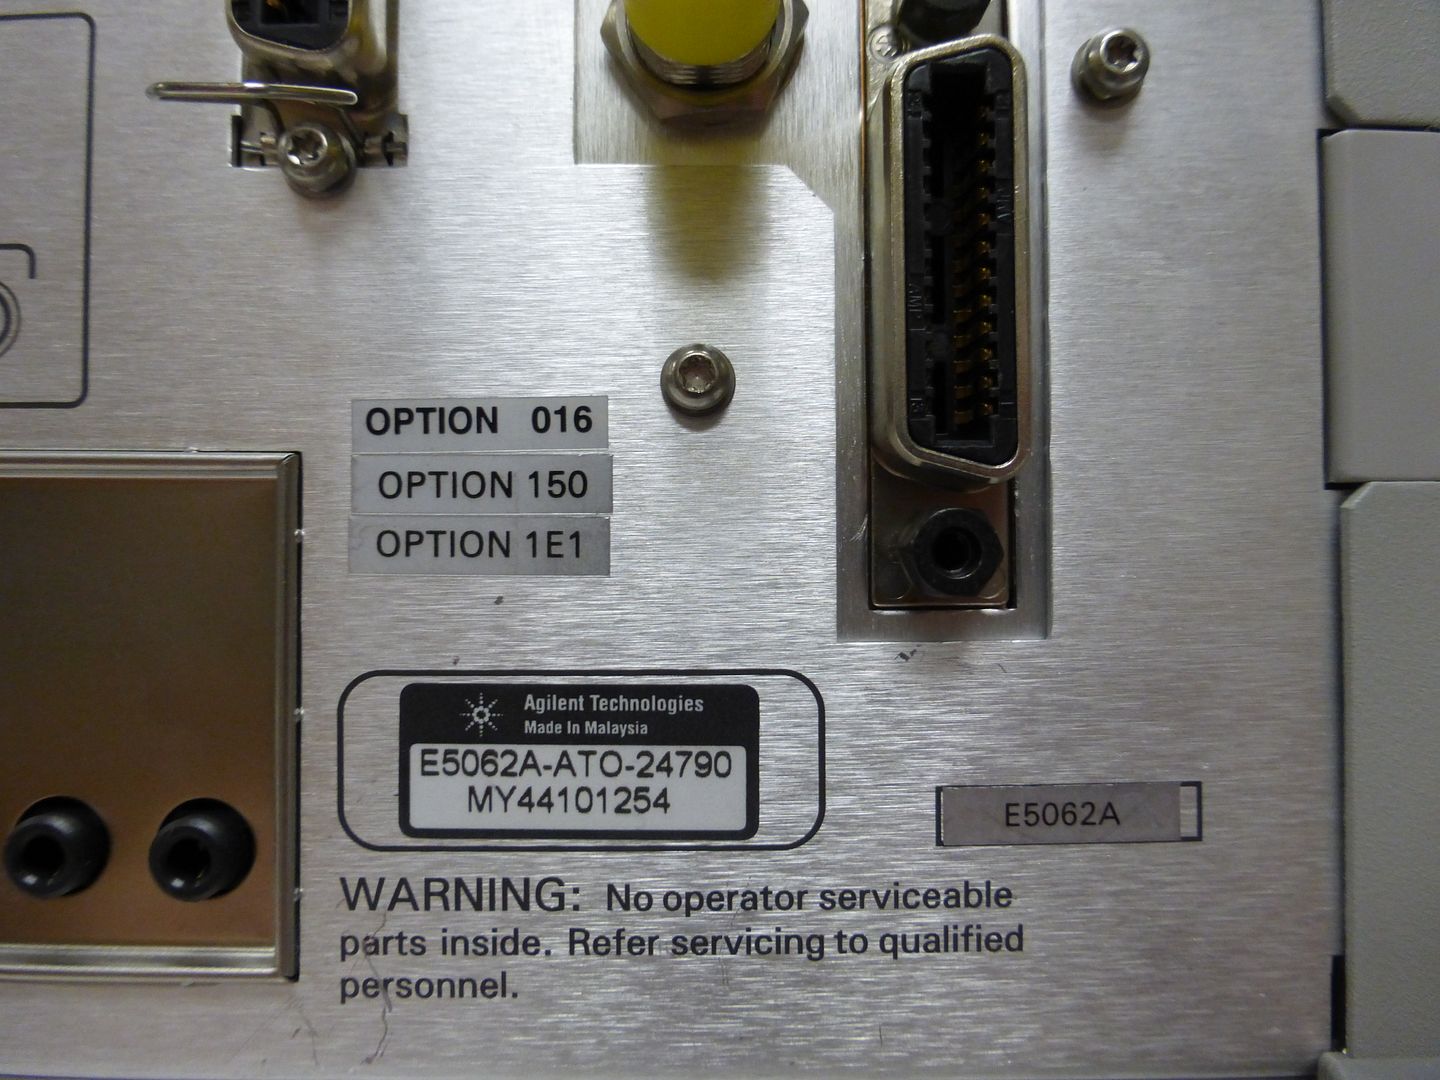 OPTION 016
OPTION 150
OPTION 1E1
Agilent Technologies
Made In Malaysia
E5062A-ATO-24790
MY44101254
E5062A
WARNING: No operator serviceable
parts inside. Refer servicing to qualified
personnel.